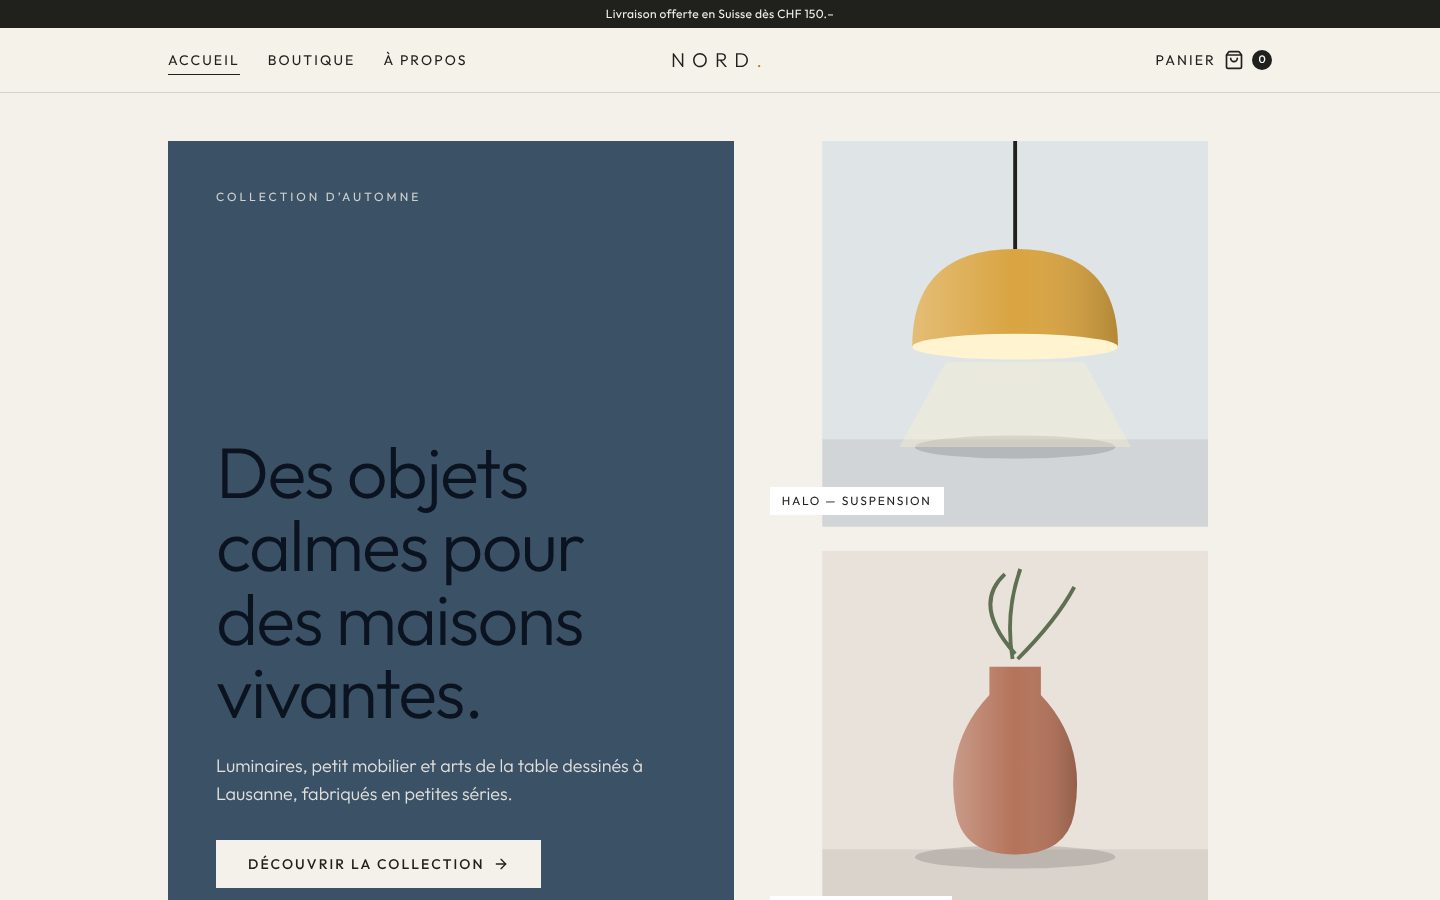 Livraison offerte en Suisse dès CHF 150.–
ACCUEIL BOUTIQUE À PROPOS NORD. PANIER 0
COLLECTION D’AUTOMNE
Des objets
calmes pour
des maisons
vivantes.
Luminaires, petit mobilier et arts de la table dessinés à
Lausanne, fabriqués en petites séries.
DÉCOUVRIR LA COLLECTION →
HALO — SUSPENSION